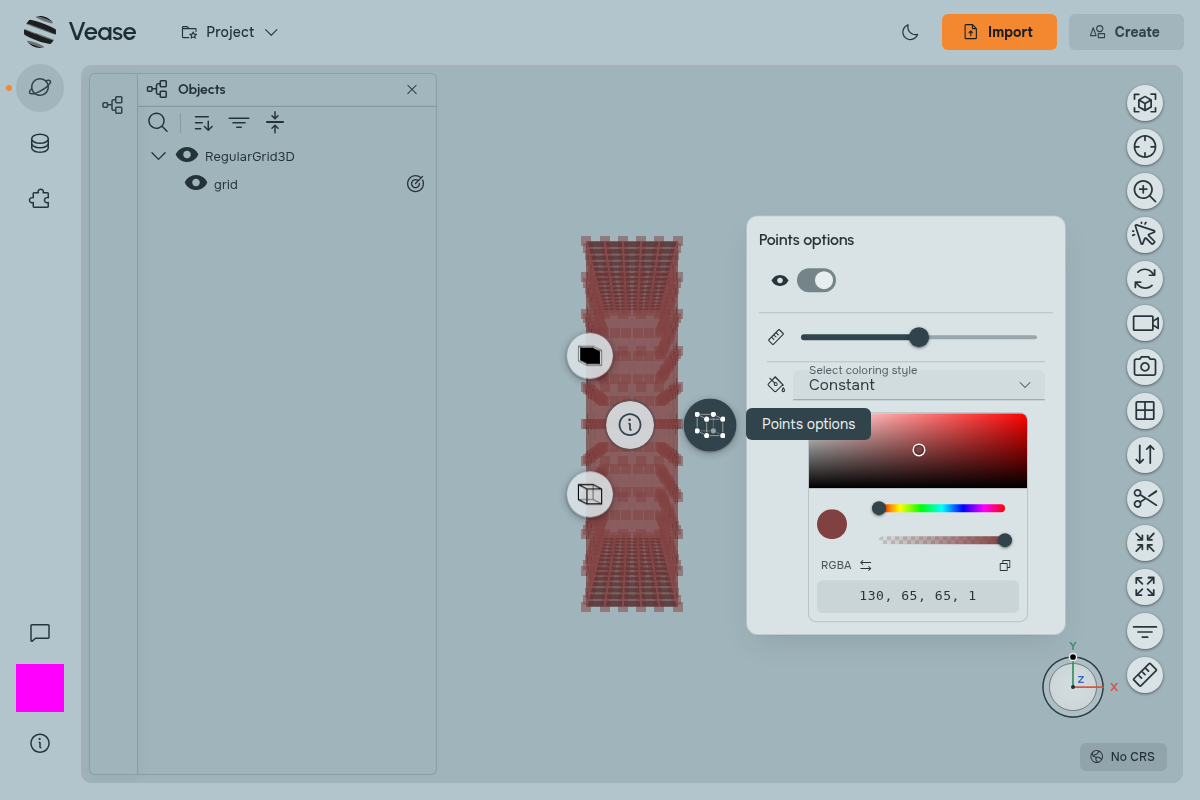 Vease
Project
Import
Create
Objects
RegularGrid3D
grid
Points options
Select coloring style
Constant
Points options
RGBA
130, 65, 65, 1
Y
Z
X
No CRS